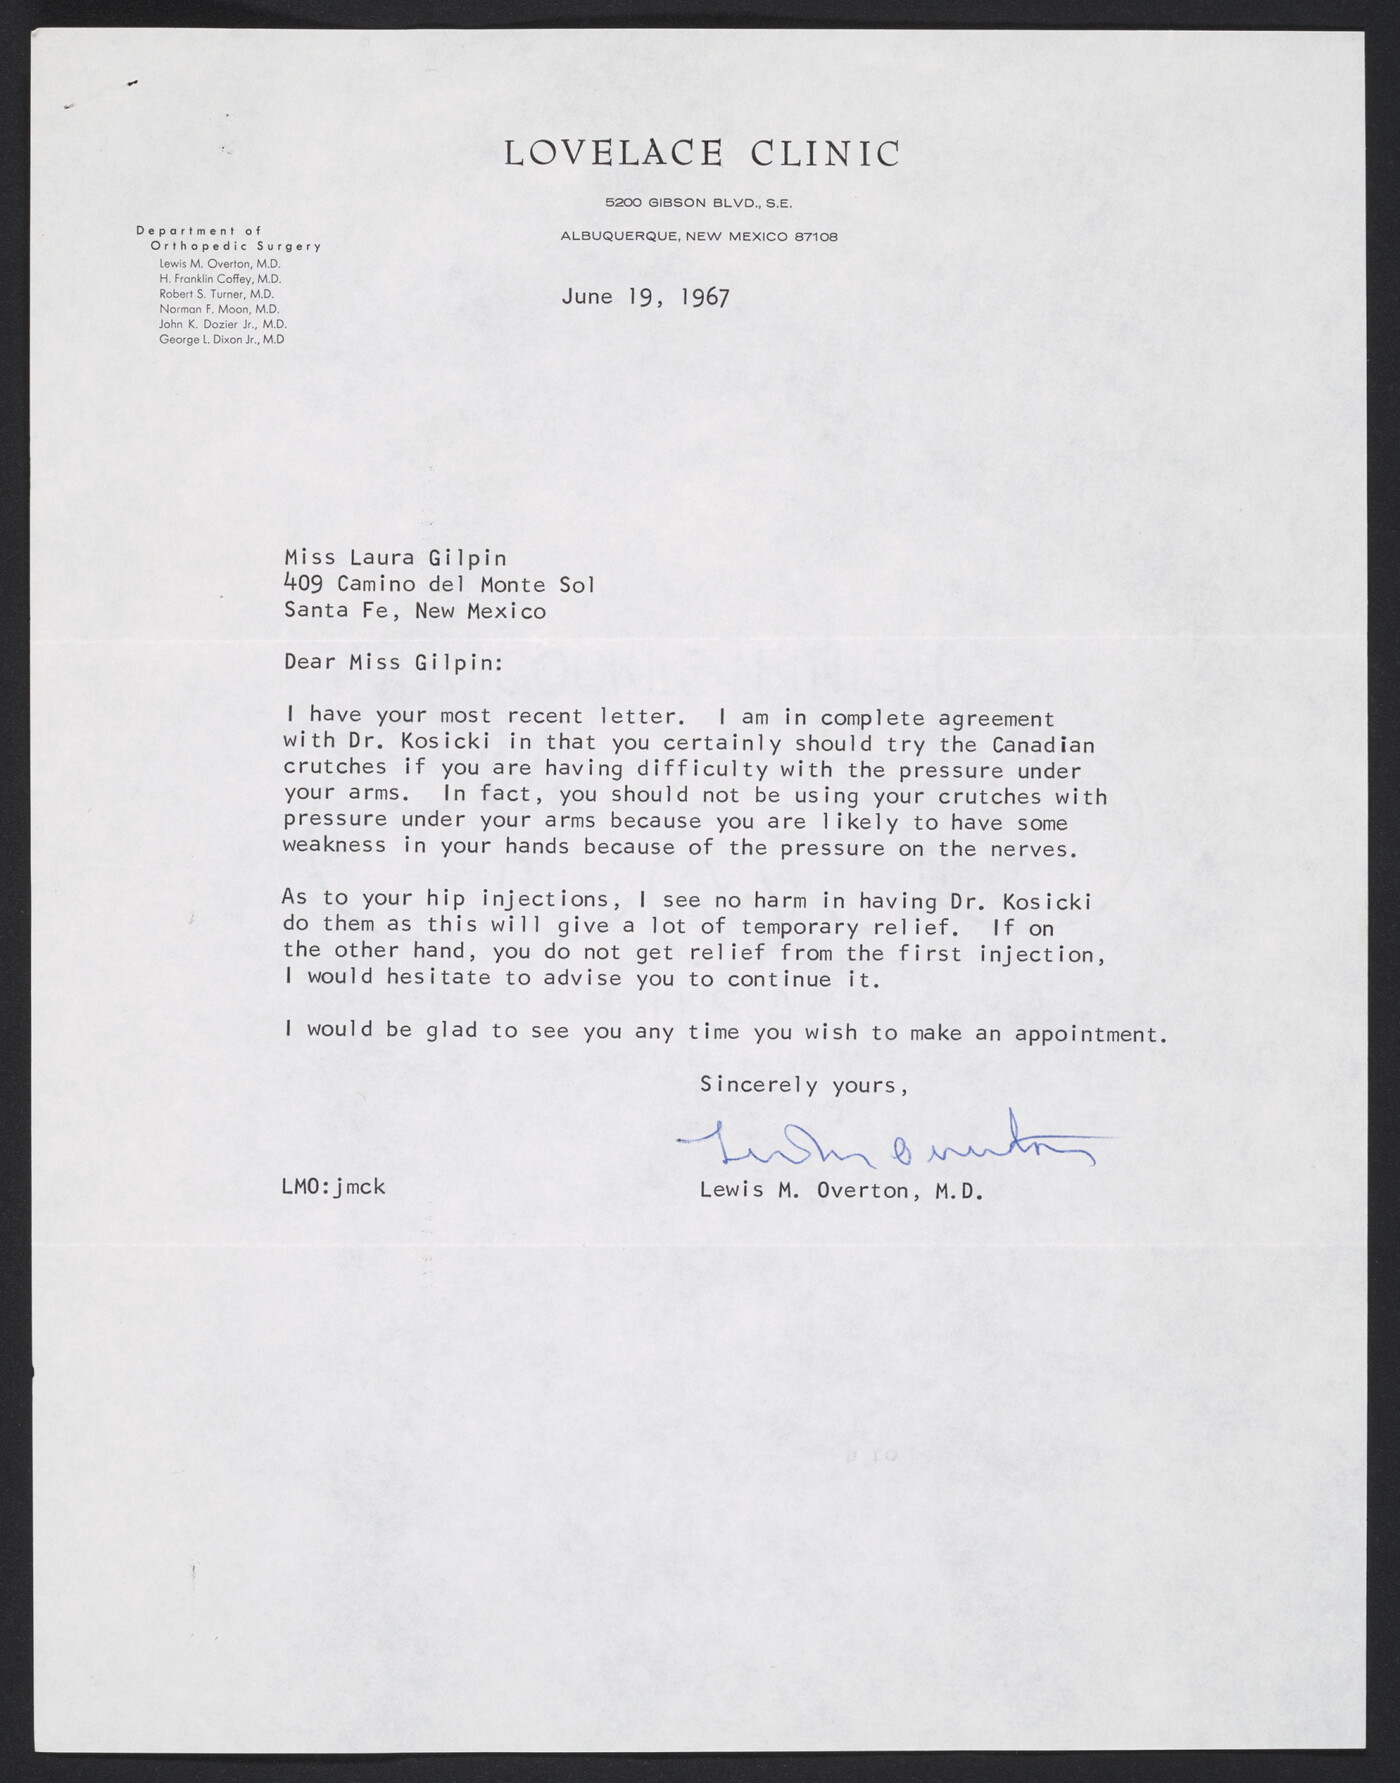 LOVELACE CLINIC
5200 GIBSON BLVD., S.E.
ALBUQUERQUE, NEW MEXICO 87108
Department of
Orthopedic Surgery
Lewis M. Overton, M.D.
H. Franklin Coffey, M.D.
Robert S. Turner, M.D.
Norman F. Moon, M.D.
John K. Dozier Jr., M.D.
George L. Dixon Jr., M.D
June 19, 1967
Miss Laura Gilpin
409 Camino del Monte Sol
Santa Fe, New Mexico
Dear Miss Gilpin:
I have your most recent letter. I am in complete agreement
with Dr. Kosicki in that you certainly should try the Canadian
crutches if you are having difficulty with the pressure under
your arms. In fact, you should not be using your crutches with
pressure under your arms because you are likely to have some
weakness in your hands because of the pressure on the nerves.
As to your hip injections, I see no harm in having Dr. Kosicki
do them as this will give a lot of temporary relief. If on
the other hand, you do not get relief from the first injection,
I would hesitate to advise you to continue it.
I would be glad to see you any time you wish to make an appointment.
Sincerely yours,
Lewis M Overton
LMO:jmck
Lewis M. Overton, M.D.